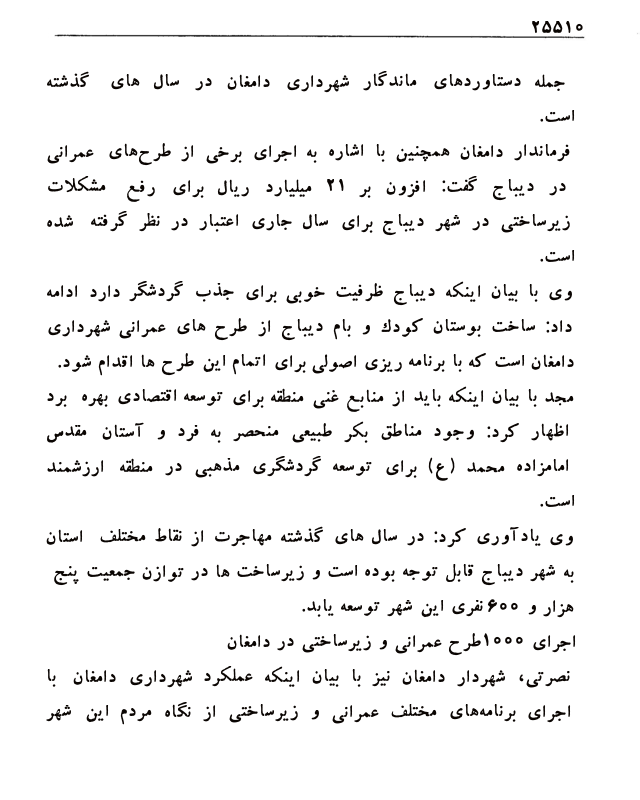 ۲۵۵۱۰
جمله دستاوردهای ماندگار شهرداری دامغان در سال های گذشته
است.
فرماندار دامغان همچنین با اشاره به اجرای برخی از طرح‌های عمرانی
در دیباج گفت: افزون بر ۲۱ میلیارد ریال برای رفع مشکلات
زیرساختی در شهر دیباج برای سال جاری اعتبار در نظر گرفته شده
است.
وی با بیان اینکه دیباج ظرفیت خوبی برای جذب گردشگر دارد ادامه
داد: ساخت بوستان کودك و بام دیباج از طرح های عمرانی شهرداری
دامغان است که با برنامه ریزی اصولی برای اتمام این طرح ها اقدام شود.
مجد با بیان اینکه باید از منابع غنی منطقه برای توسعه اقتصادی بهره برد
اظهار کرد: وجود مناطق بکر طبیعی منحصر به فرد و آستان مقدس
امامزاده محمد (ع) برای توسعه گردشگری مذهبی در منطقه ارزشمند
است.
وی یادآوری کرد: در سال های گذشته مهاجرت از نقاط مختلف استان
به شهر دیباج قابل توجه بوده است و زیرساخت ها در توازن جمعیت پنج
هزار و ۶۰۰نفری این شهر توسعه یابد.
اجرای ۱۰۰۰طرح عمرانی و زیرساختی در دامغان
نصرتی، شهردار دامغان نیز با بیان اینکه عملکرد شهرداری دامغان با
اجرای برنامه‌های مختلف عمرانی و زیرساختی از نگاه مردم این شهر